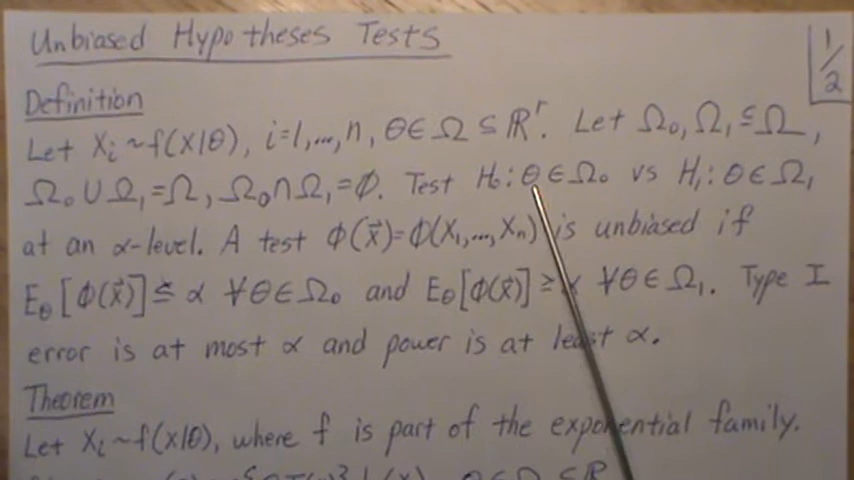 Unbiased Hypotheses Tests
1/2
Definition
Let Xi ~ f(x|θ), i=1,...,n, θ∈Ω⊆ℝ^r. Let Ω₀, Ω₁⊆Ω,
Ω₀∪Ω₁=Ω, Ω₀∩Ω₁=∅. Test H₀: θ∈Ω₀ vs H₁: θ∈Ω₁
at an α-level. A test ϕ(x⃗)=ϕ(X₁,...,Xn) is unbiased if
E_θ[ϕ(x⃗)] ≤ α ∀θ∈Ω₀ and E_θ[ϕ(x⃗)] ≥ α ∀θ∈Ω₁. Type I
error is at most α and power is at least α.
Theorem
Let Xi ~ f(x|θ), where f is part of the exponential family.